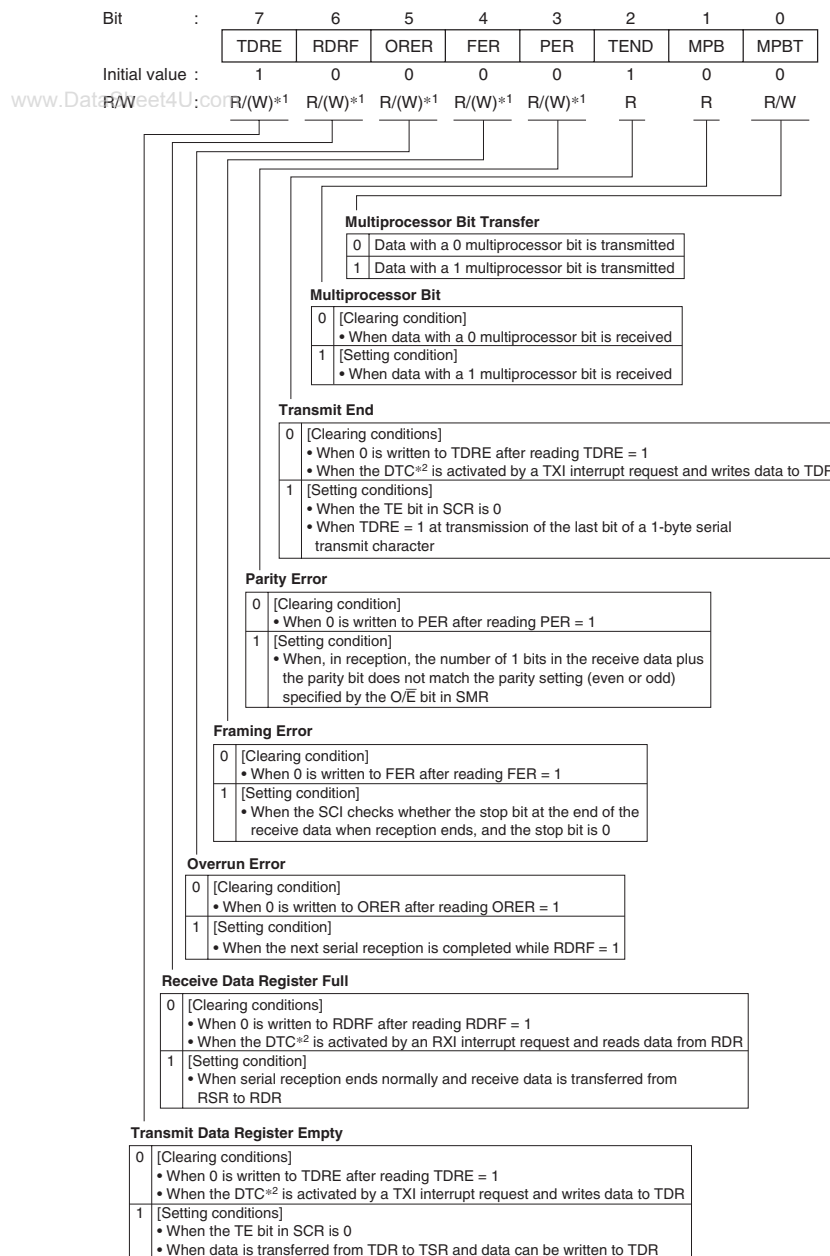 Bit : 7 6 5 4 3 2 1 0
TDRE RDRF ORER FER PER TEND MPB MPBT
Initial value : 1 0 0 0 0 1 0 0
www.DataSheet4U.com
R/W : R/(W)*1 R/(W)*1 R/(W)*1 R/(W)*1 R/(W)*1 R R R/W
Multiprocessor Bit Transfer
0 Data with a 0 multiprocessor bit is transmitted
1 Data with a 1 multiprocessor bit is transmitted
Multiprocessor Bit
0 [Clearing condition]
• When data with a 0 multiprocessor bit is received
1 [Setting condition]
• When data with a 1 multiprocessor bit is received
Transmit End
0 [Clearing conditions]
• When 0 is written to TDRE after reading TDRE = 1
• When the DTC*2 is activated by a TXI interrupt request and writes data to TDR
1 [Setting conditions]
• When the TE bit in SCR is 0
• When TDRE = 1 at transmission of the last bit of a 1-byte serial
transmit character
Parity Error
0 [Clearing condition]
• When 0 is written to PER after reading PER = 1
1 [Setting condition]
• When, in reception, the number of 1 bits in the receive data plus
the parity bit does not match the parity setting (even or odd)
specified by the O/E̅ bit in SMR
Framing Error
0 [Clearing condition]
• When 0 is written to FER after reading FER = 1
1 [Setting condition]
• When the SCI checks whether the stop bit at the end of the
receive data when reception ends, and the stop bit is 0
Overrun Error
0 [Clearing condition]
• When 0 is written to ORER after reading ORER = 1
1 [Setting condition]
• When the next serial reception is completed while RDRF = 1
Receive Data Register Full
0 [Clearing conditions]
• When 0 is written to RDRF after reading RDRF = 1
• When the DTC*2 is activated by an RXI interrupt request and reads data from RDR
1 [Setting condition]
• When serial reception ends normally and receive data is transferred from
RSR to RDR
Transmit Data Register Empty
0 [Clearing conditions]
• When 0 is written to TDRE after reading TDRE = 1
• When the DTC*2 is activated by a TXI interrupt request and writes data to TDR
1 [Setting conditions]
• When the TE bit in SCR is 0
• When data is transferred from TDR to TSR and data can be written to TDR